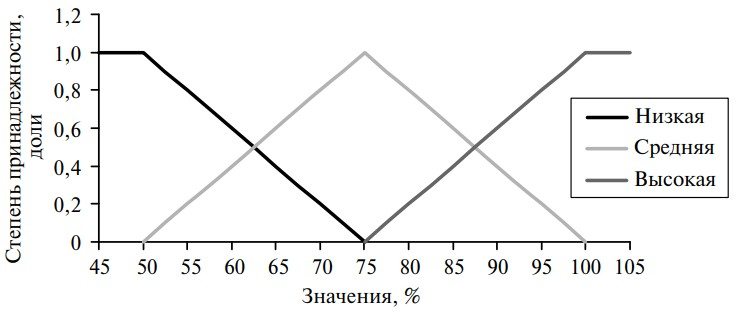 Степень принадлежности,
доли
1,2
1,0
0,8
0,6
0,4
0,2
0
45 50 55 60 65 70 75 80 85 90 95 100 105
Значения, %
Низкая
Средняя
Высокая